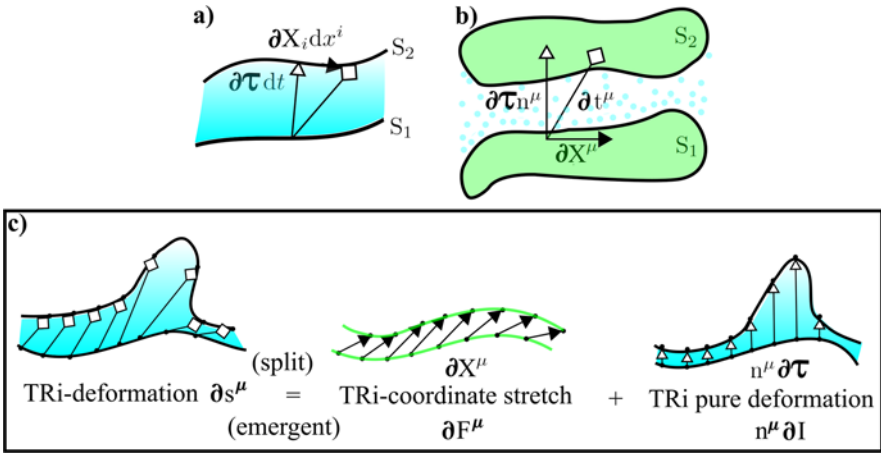 a)
∂X_i dx^i
S_2
∂τ dt
S_1
b)
S_2
∂τ n^μ
∂t^μ
S_1
∂X^μ
c)
(split)
∂X^μ
n^μ ∂τ
TRi-deformation ∂s^μ = TRi-coordinate stretch + TRi pure deformation
(emergent) ∂F^μ n^μ ∂I